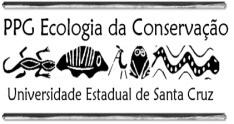 PPG Ecologia da Conservação
Universidade Estadual de Santa Cruz